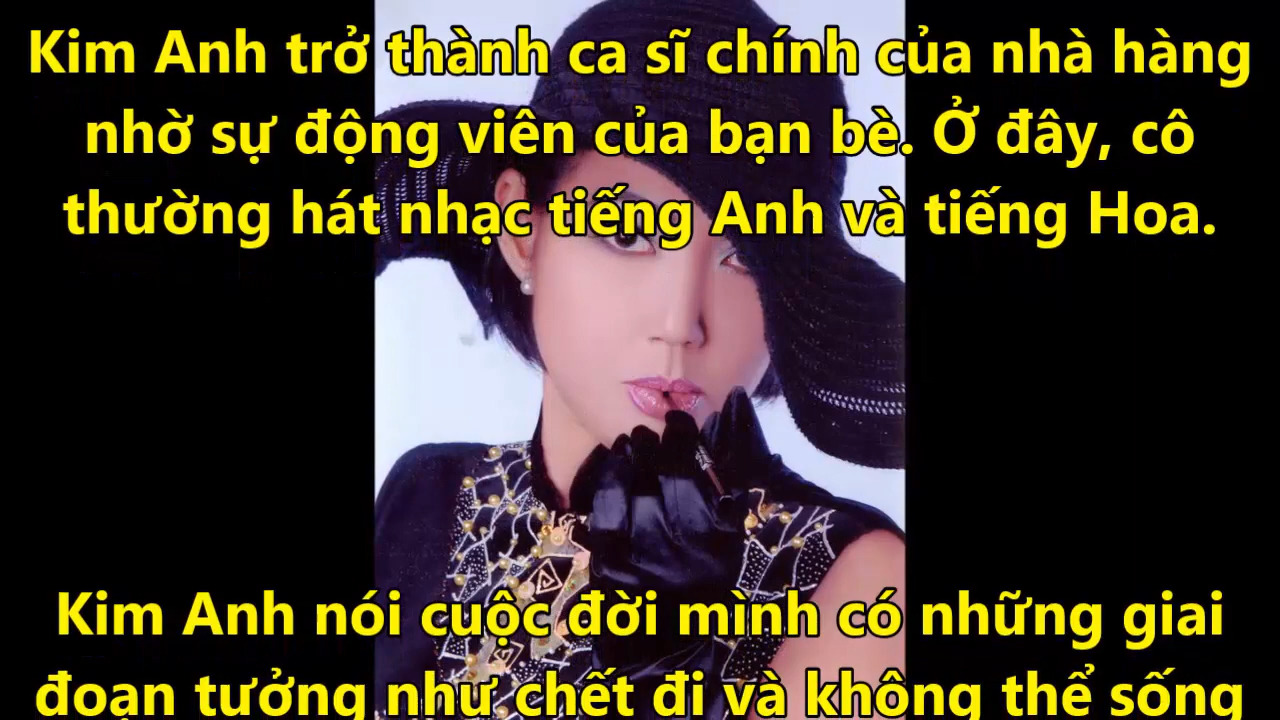 Kim Anh trở thành ca sĩ chính của nhà hàng
nhờ sự động viên của bạn bè. Ở đây, cô
thường hát nhạc tiếng Anh và tiếng Hoa.
Kim Anh nói cuộc đời mình có những giai
đoạn tưởng như chết đi và không thể sống